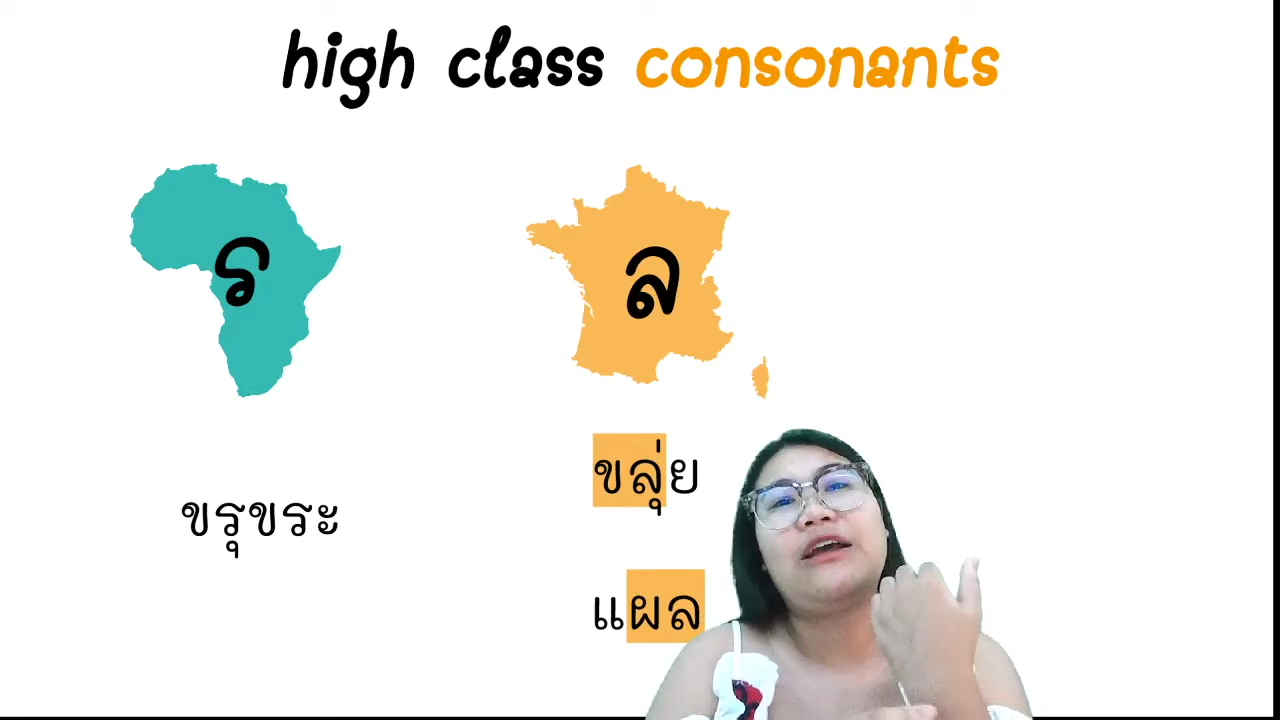 high class consonants
ร
ล
ขรุขระ
ขลุ่ย
แผล